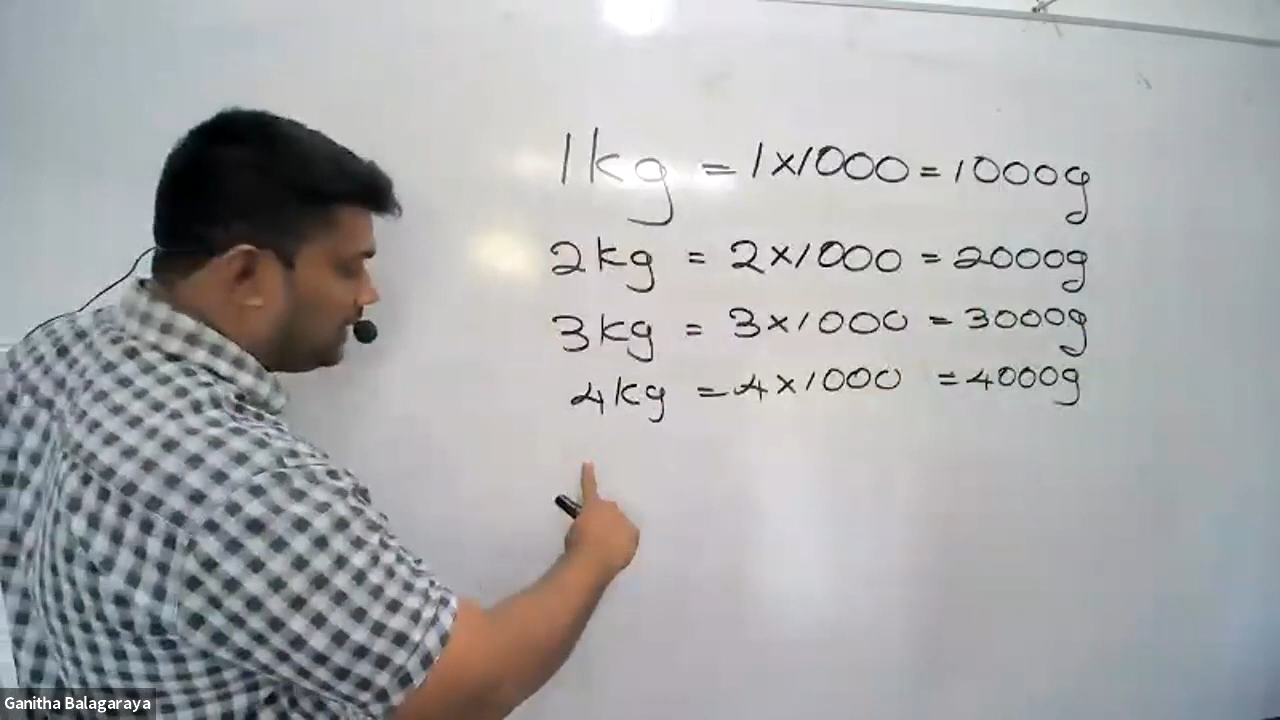 1kg = 1×1000 = 1000g
2kg = 2×1000 = 2000g
3kg = 3×1000 = 3000g
4kg = 4×1000 = 4000g
Ganitha Balagaraya